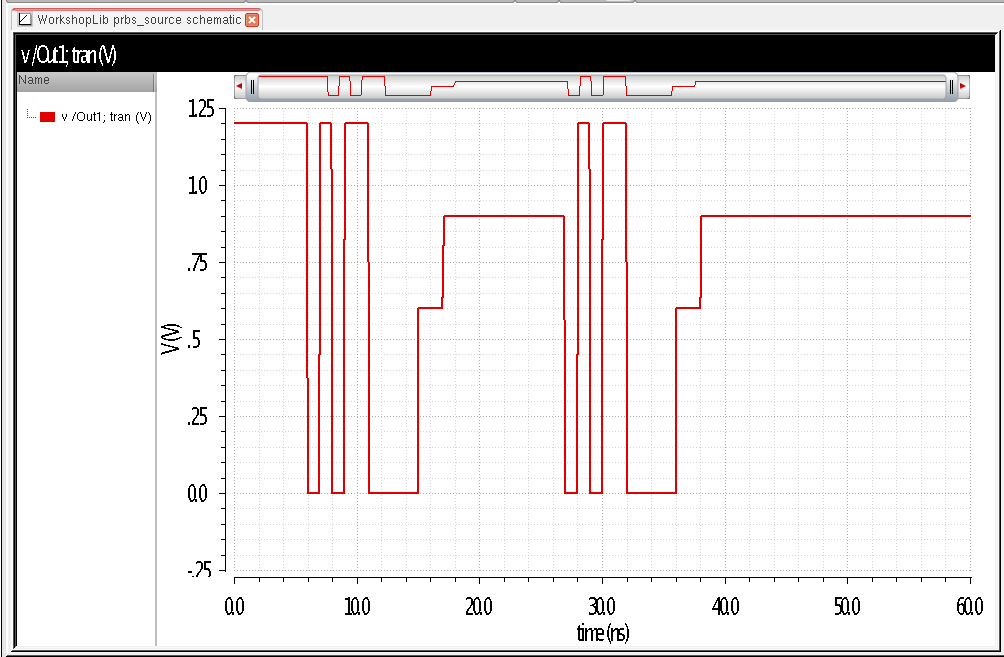 WorkshopLib prbs_source schematic
v /Out1; tran (V)
Name
v /Out1; tran (V)
1.25
1.0
.75
.5
.25
0.0
-.25
V (V)
0.0 10.0 20.0 30.0 40.0 50.0 60.0
time (ns)